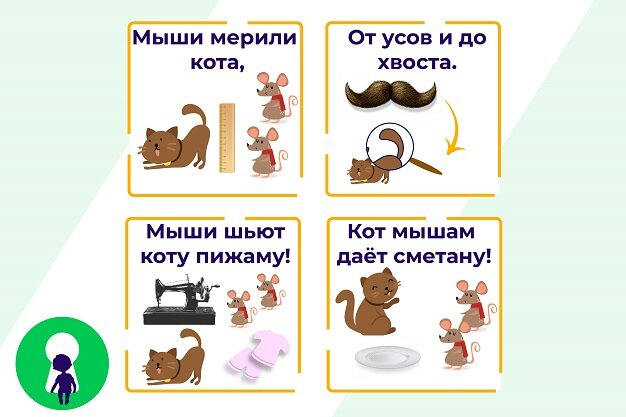 Мыши мерили
кота,
От усов и до
хвоста.
Мыши шьют
коту пижаму!
Кот мышам
даёт сметану!